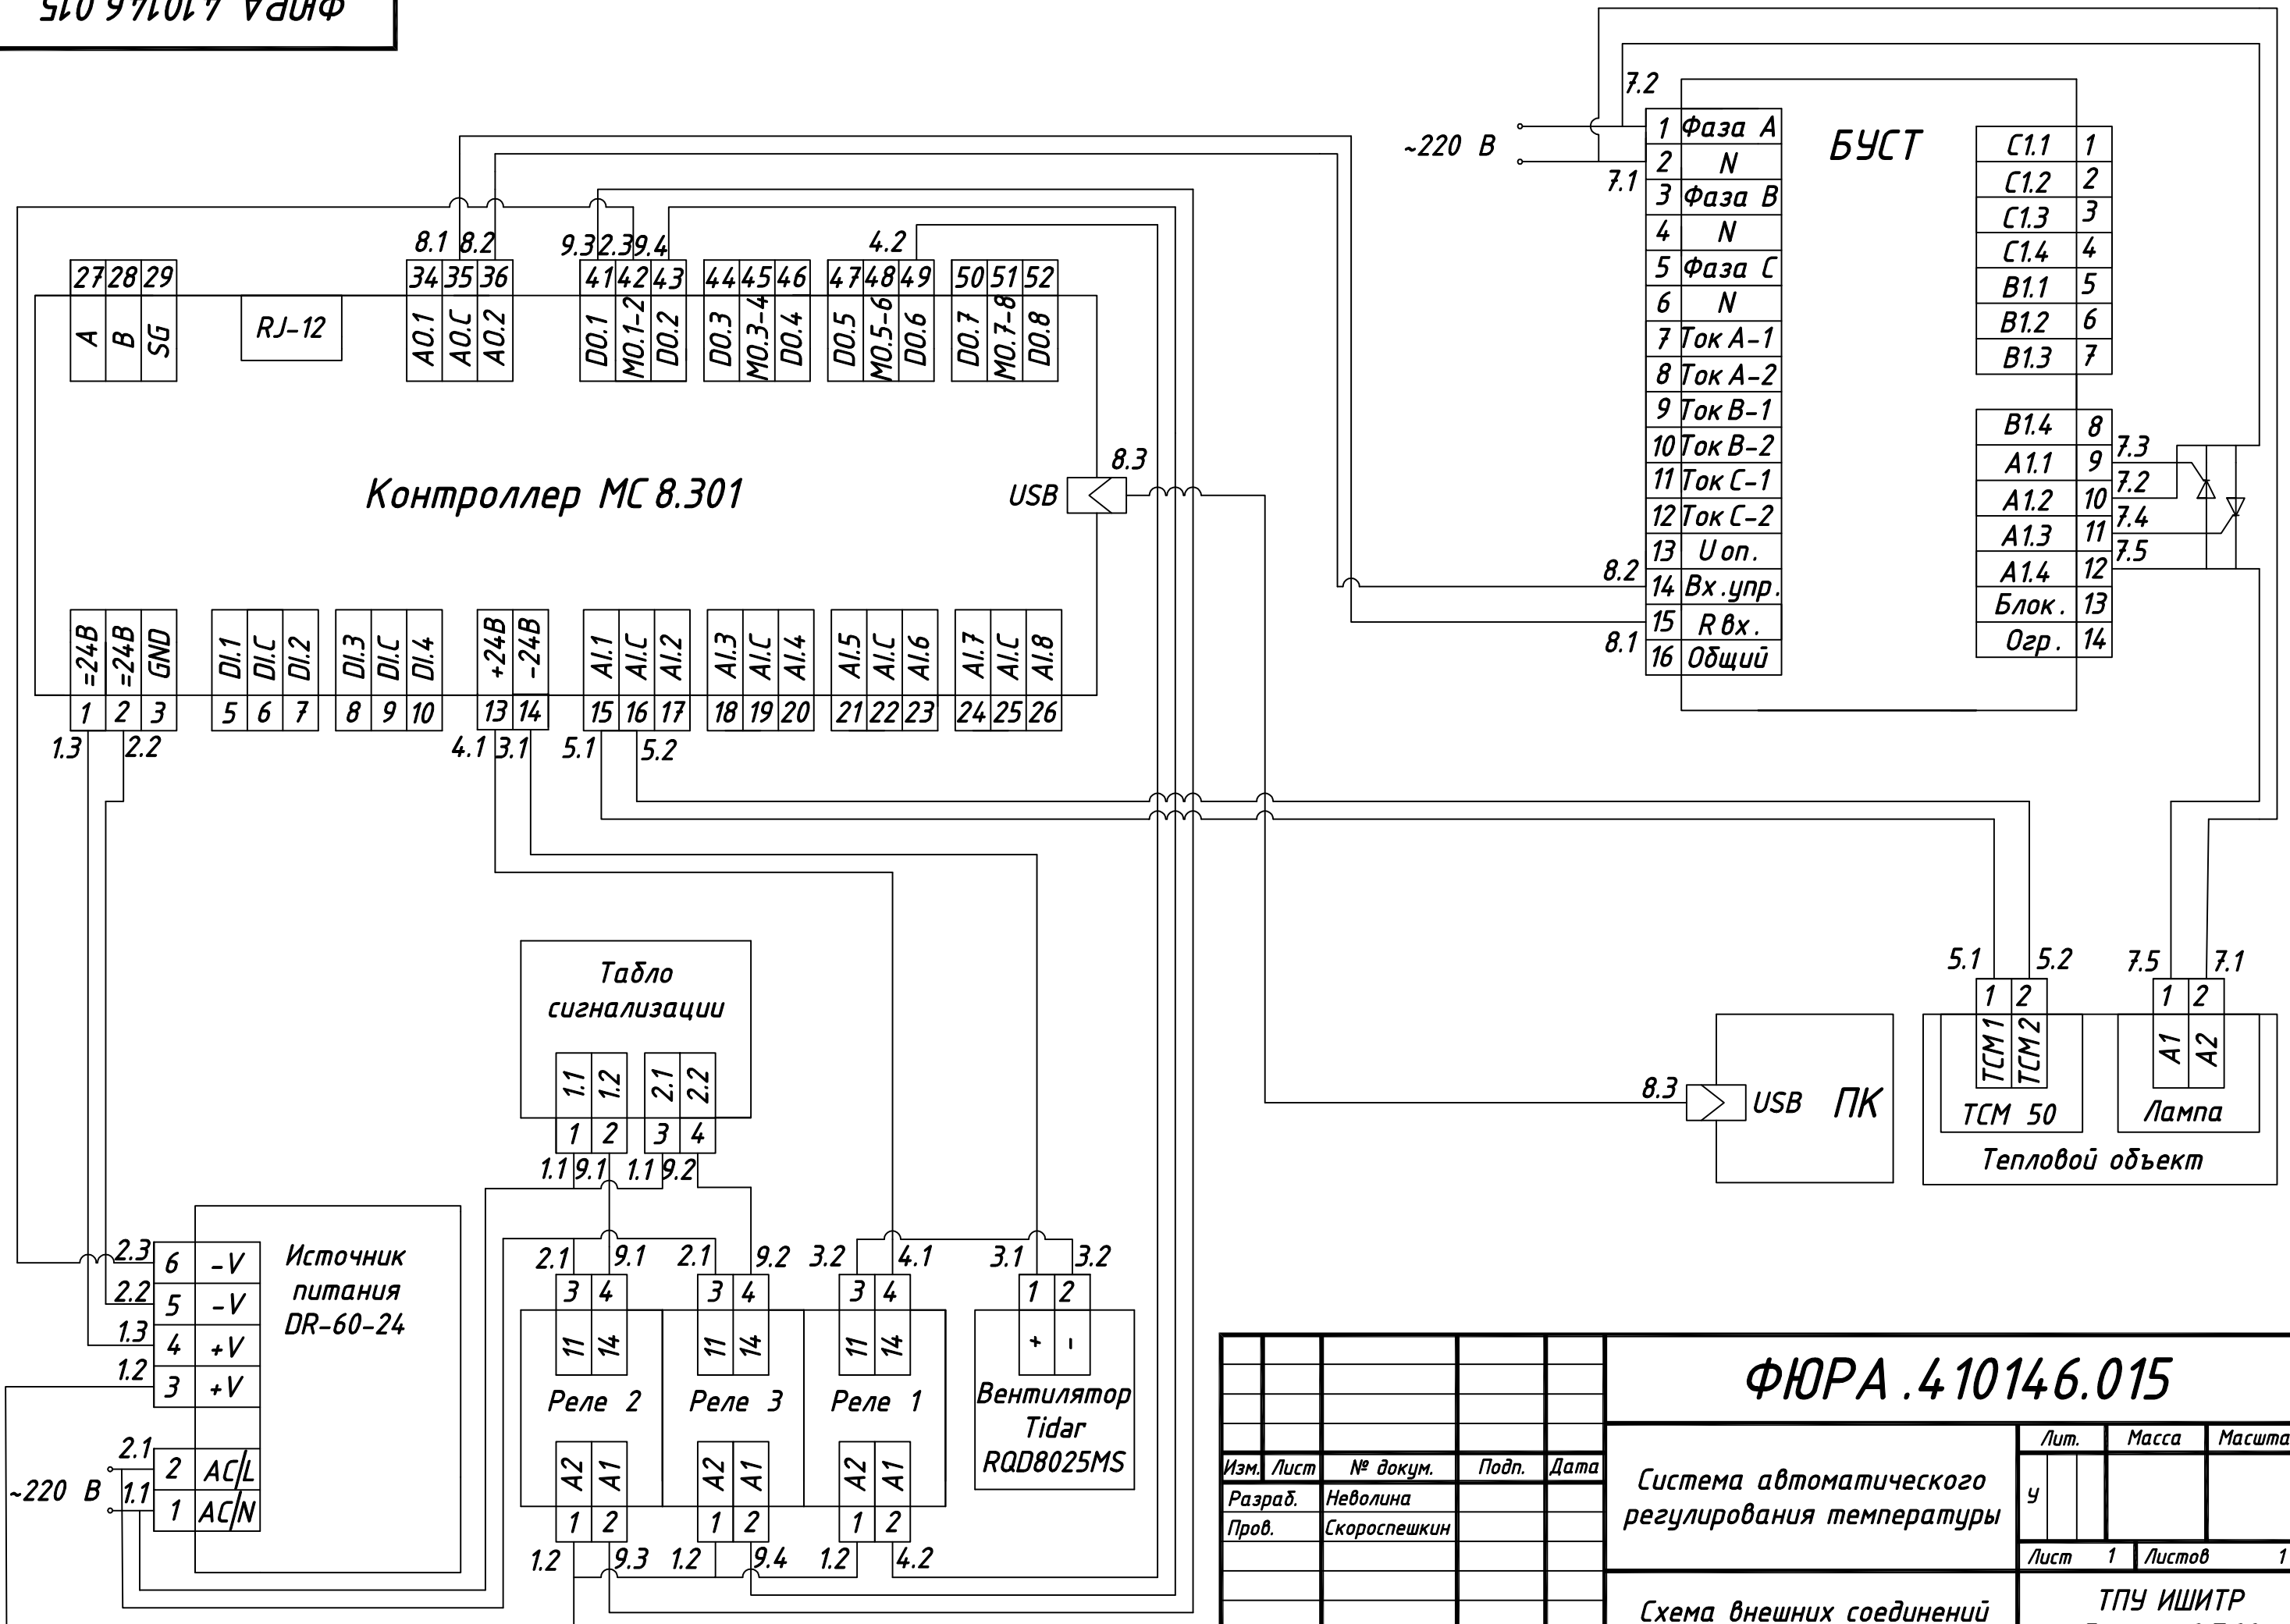 ФЮРА 410146 015
7.2
~220 В
7.1
БУСТ
1 Фаза А
2 N
3 Фаза В
4 N
5 Фаза С
6 N
7 Ток А-1
8 Ток А-2
9 Ток В-1
10 Ток В-2
11 Ток С-1
12 Ток С-2
13 U оп.
14 Вх.упр.
15 R вх.
16 Общий
8.2
8.1
С1.1 1
С1.2 2
С1.3 3
С1.4 4
В1.1 5
В1.2 6
В1.3 7
В1.4 8
А1.1 9
А1.2 10
А1.3 11
А1.4 12
Блок. 13
Огр. 14
7.3
7.2
7.4
7.5
8.1 8.2 9.3 2.3 9.4 4.2
27 28 29 34 35 36 41 42 43 44 45 46 47 48 49 50 51 52
A B SG RJ-12 AO.1 AO.C AO.2 DO.1 MO.1-2 DO.2 DO.3 MO.3-4 DO.4 DO.5 MO.5-6 DO.6 DO.7 MO.7-8 DO.8
Контроллер МС 8.301
USB 8.3
=24В =24В GND DI.1 DI.C DI.2 DI.3 DI.C DI.4 +24В -24В AI.1 AI.C AI.2 AI.3 AI.C AI.4 AI.5 AI.C AI.6 AI.7 AI.C AI.8
1 2 3 5 6 7 8 9 10 13 14 15 16 17 18 19 20 21 22 23 24 25 26
1.3 2.2 4.1 3.1 5.1 5.2
Табло
сигнализации
1.1 1.2 2.1 2.2
1 2 3 4
1.1 9.1 1.1 9.2
5.1 5.2 7.5 7.1
1 2 1 2
ТСМ1 ТСМ2 А1 А2
ТСМ 50 Лампа
Тепловой объект
8.3 USB ПК
Источник
питания
DR-60-24
2.3 6 -V
2.2 5 -V
1.3 4 +V
1.2 3 +V
2.1 2 AC/L
1.1 1 AC/N
~220 В
2.1 9.1 2.1 9.2 3.2 4.1 3.1 3.2
3 4 3 4 3 4 1 2
11 14 11 14 11 14 + -
Реле 2 Реле 3 Реле 1
A2 A1 A2 A1 A2 A1
1 2 1 2 1 2
1.2 9.3 1.2 9.4 1.2 4.2
Вентилятор
Tidar
RQD8025MS
ФЮРА.410146.015
Изм. Лист № докум. Подп. Дата
Разраб. Неволина
Пров. Скороспешкин
Система автоматического
регулирования температуры
Лит. Масса
у
Лист 1 Листов 1
Схема внешних соединений
ТПУ ИШИТР